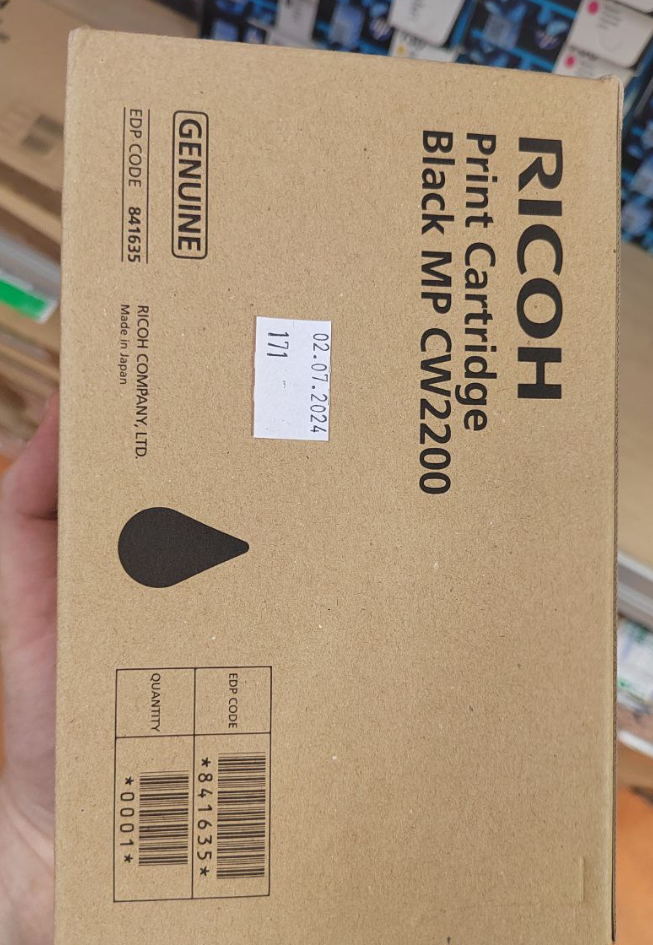 RICOH
Print Cartridge
Black MP CW2200
02.07.2024
171
GENUINE
EDP CODE 841635
RICOH COMPANY, LTD.
Made in Japan
EDP CODE
*841635*
QUANTITY
*0001*